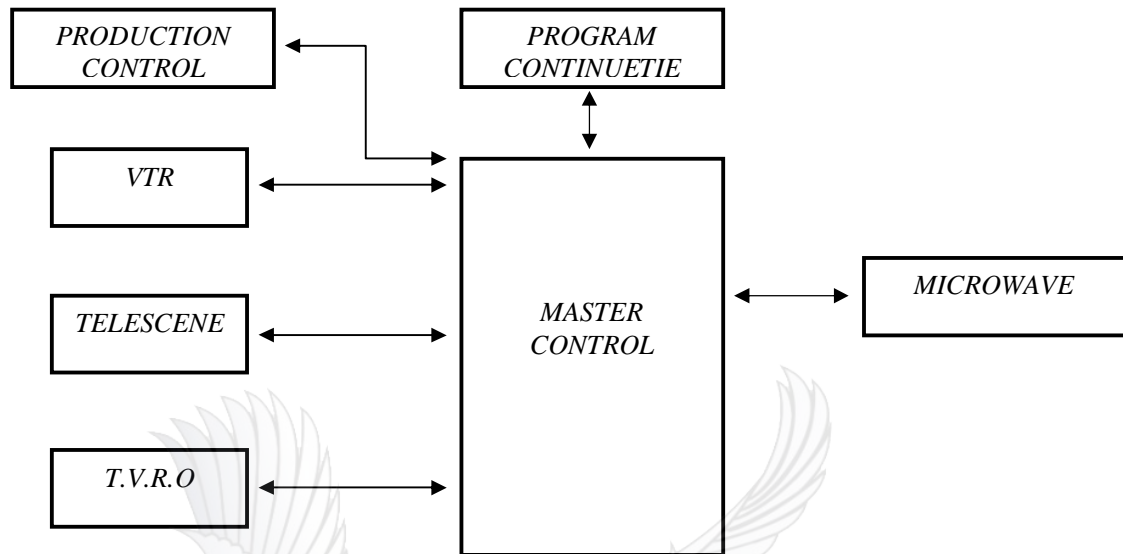 PRODUCTION
CONTROL
PROGRAM
CONTINUETIE
VTR
TELESCENE
T.V.R.O
MASTER
CONTROL
MICROWAVE